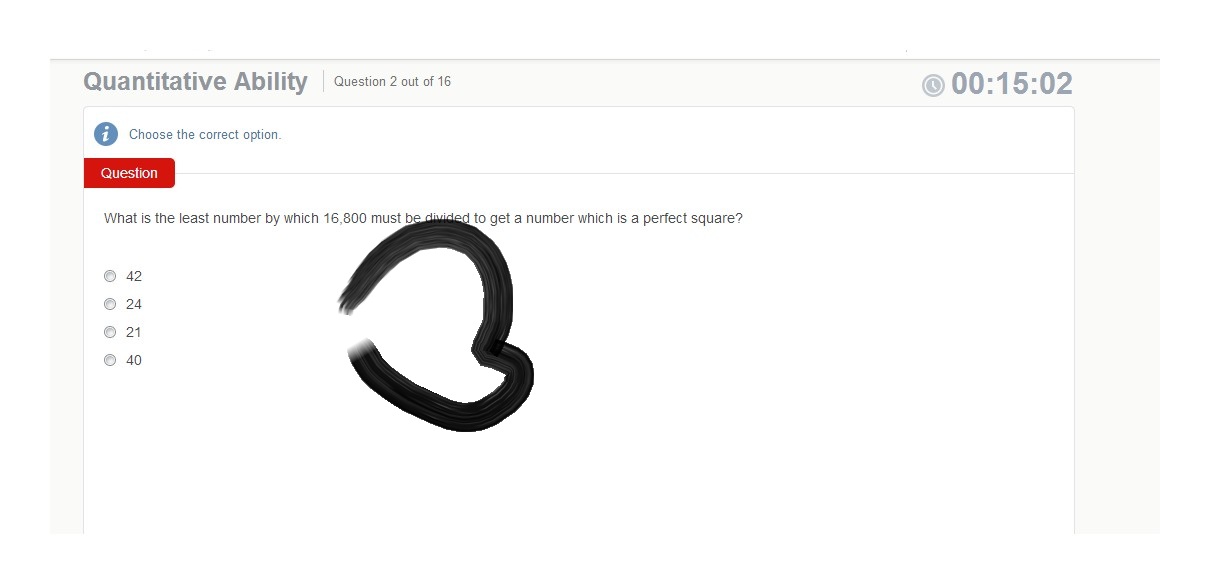 Quantitative Ability Question 2 out of 16 00:15:02
Choose the correct option.
Question
What is the least number by which 16,800 must be divided to get a number which is a perfect square?
42
24
21
40